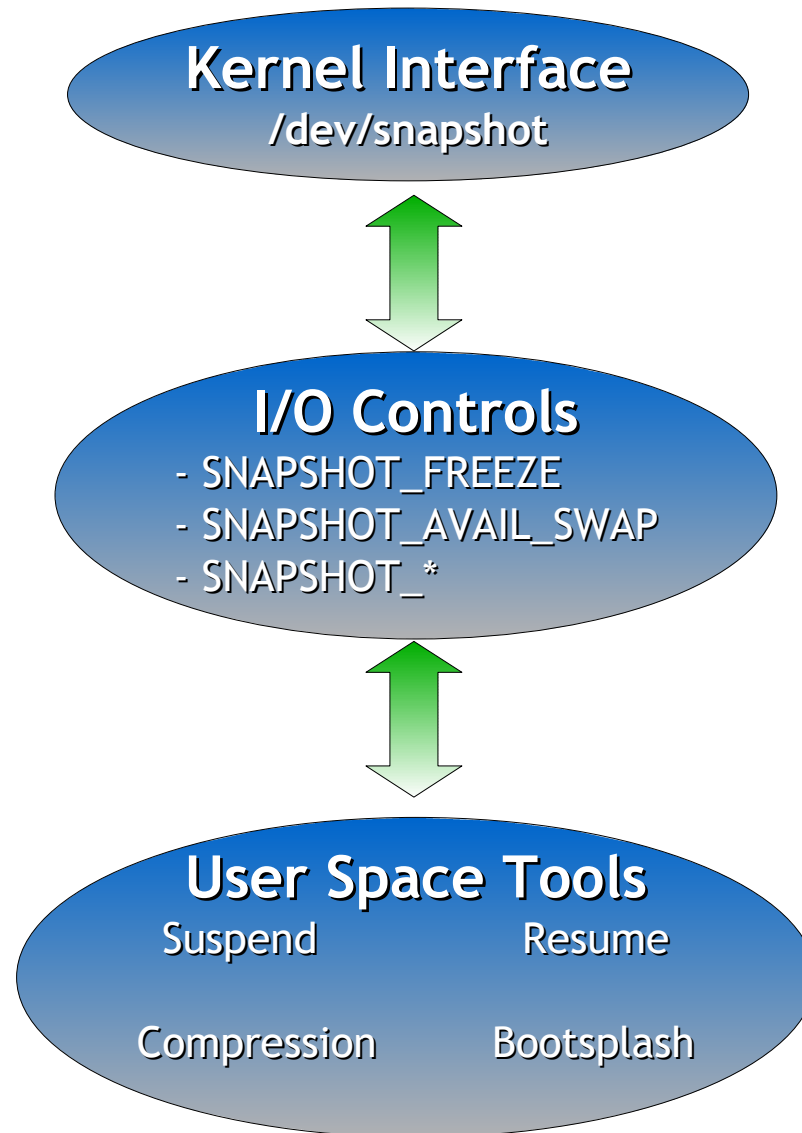 Kernel Interface
/dev/snapshot
I/O Controls
- SNAPSHOT_FREEZE
- SNAPSHOT_AVAIL_SWAP
- SNAPSHOT_*
User Space Tools
Suspend Resume
Compression Bootsplash